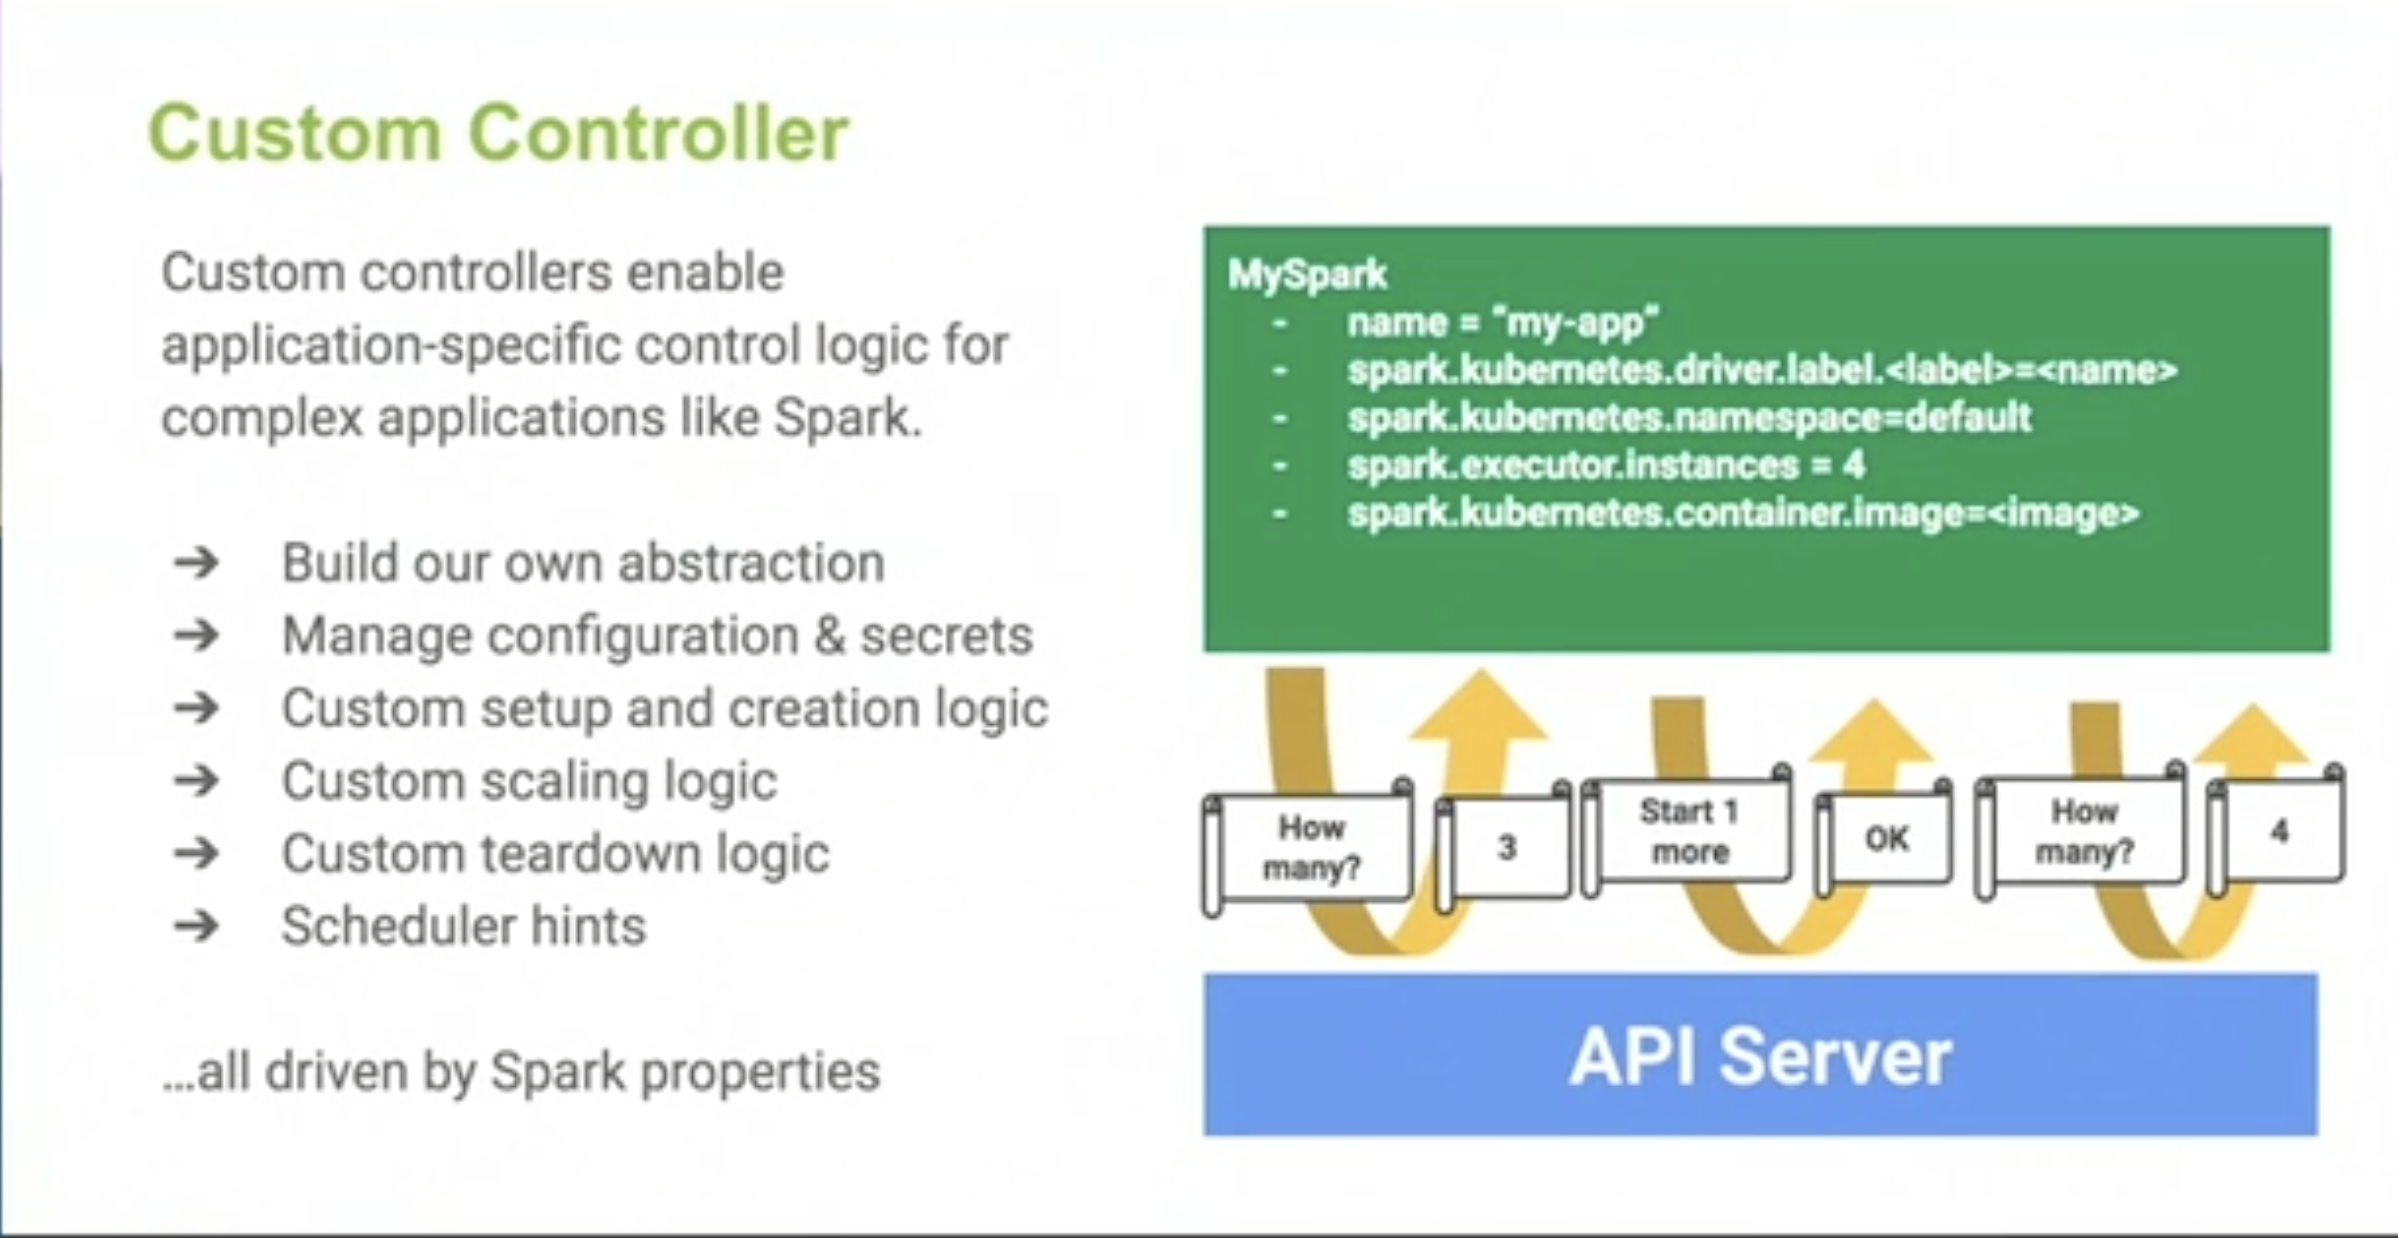 Custom Controller
Custom controllers enable
application-specific control logic for
complex applications like Spark.
➔ Build our own abstraction
➔ Manage configuration & secrets
➔ Custom setup and creation logic
➔ Custom scaling logic
➔ Custom teardown logic
➔ Scheduler hints
...all driven by Spark properties
MySpark
- name = "my-app"
- spark.kubernetes.driver.label.<label>=<name>
- spark.kubernetes.namespace=default
- spark.executor.instances = 4
- spark.kubernetes.container.image=<image>
How
many?
3
Start 1
more
OK
How
many?
4
API Server